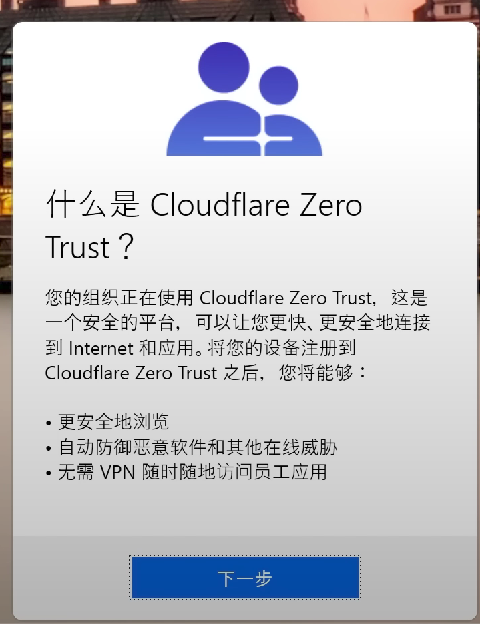 什么是 Cloudflare Zero
Trust？
您的组织正在使用 Cloudflare Zero Trust，这是
一个安全的平台，可以让您更快、更安全地连接
到 Internet 和应用。将您的设备注册到
Cloudflare Zero Trust 之后，您将能够：
• 更安全地浏览
• 自动防御恶意软件和其他在线威胁
• 无需 VPN 随时随地访问员工应用
下一步